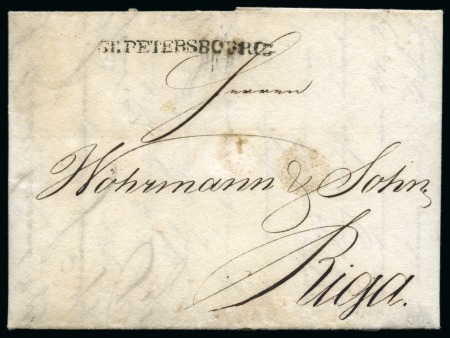 ST.PETERSBOURG
Herren
Wöhrmann & Sohn,
Riga.